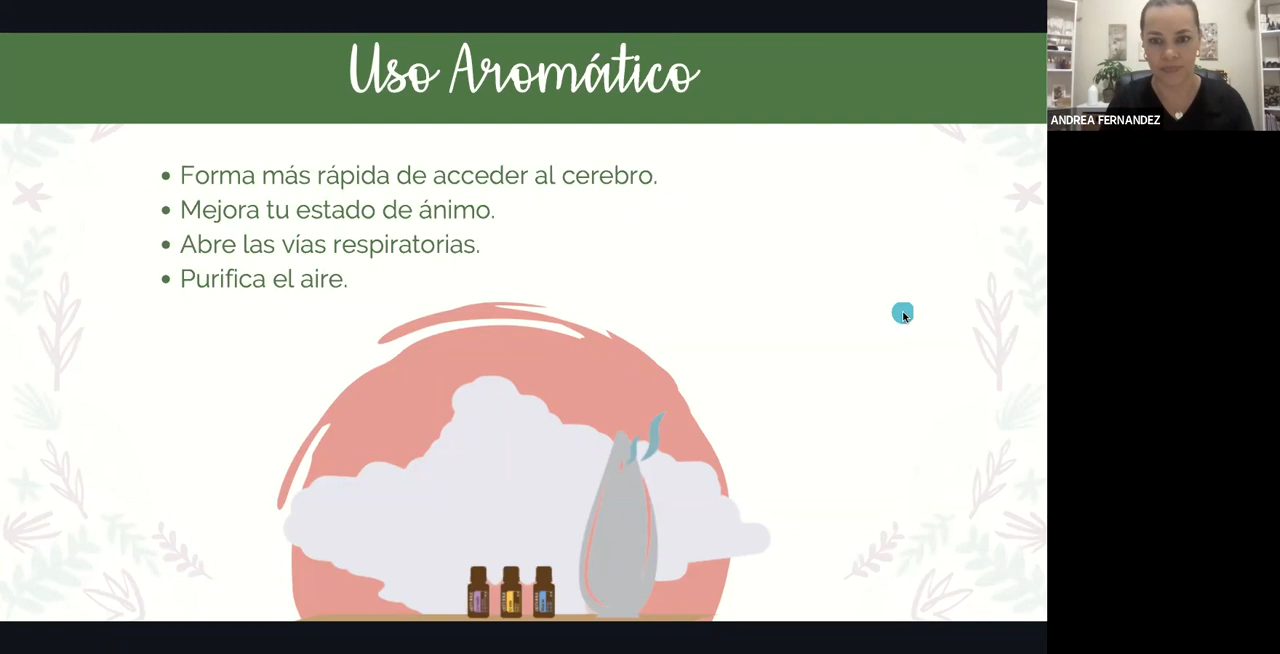 Uso Aromático
ANDREA FERNANDEZ
• Forma más rápida de acceder al cerebro.
• Mejora tu estado de ánimo.
• Abre las vías respiratorias.
• Purifica el aire.